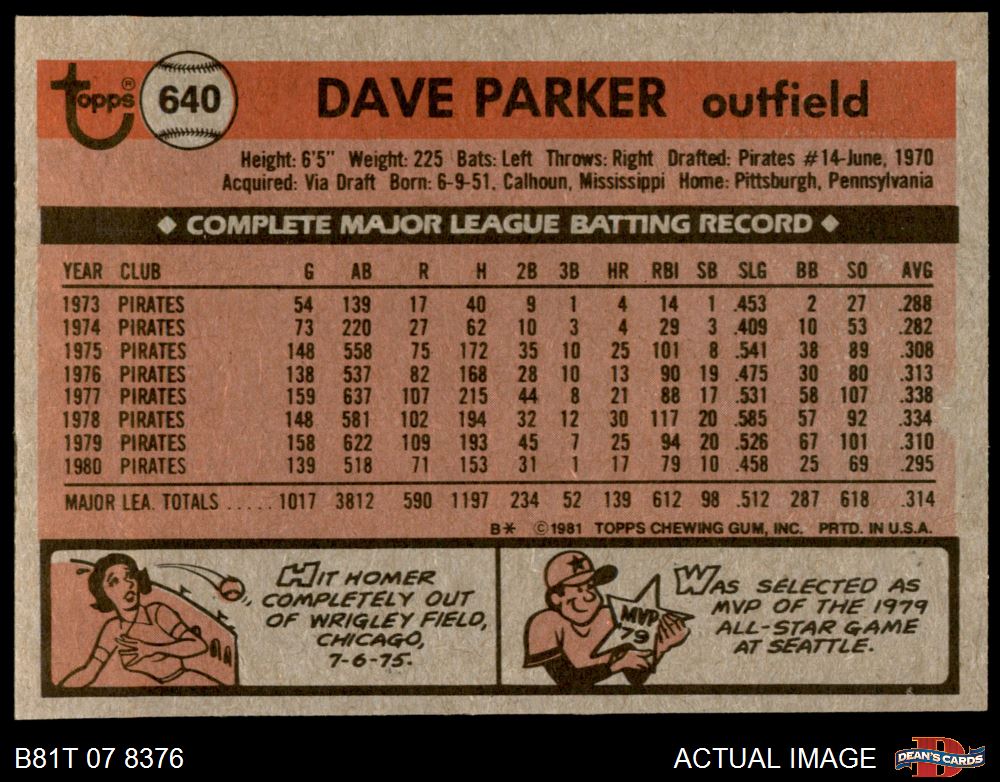 Topps® 640 DAVE PARKER outfield
Height: 6'5" Weight: 225 Bats: Left Throws: Right Drafted: Pirates #14-June, 1970
Acquired: Via Draft Born: 6-9-51, Calhoun, Mississippi Home: Pittsburgh, Pennsylvania
◆ COMPLETE MAJOR LEAGUE BATTING RECORD ◆
YEAR CLUB G AB R H 2B 3B HR RBI SB SLG BB SO AVG
1973 PIRATES 54 139 17 40 9 1 4 14 1 .453 2 27 .288
1974 PIRATES 73 220 27 62 10 3 4 29 3 .409 10 53 .282
1975 PIRATES 148 558 75 172 35 10 25 101 8 .541 38 89 .308
1976 PIRATES 138 537 82 168 28 10 13 90 19 .475 30 80 .313
1977 PIRATES 159 637 107 215 44 8 21 88 17 .531 58 107 .338
1978 PIRATES 148 581 102 194 32 12 30 117 20 .585 57 92 .334
1979 PIRATES 158 622 109 193 45 7 25 94 20 .526 67 101 .310
1980 PIRATES 139 518 71 153 31 1 17 79 10 .458 25 69 .295
MAJOR LEA. TOTALS ..... 1017 3812 590 1197 234 52 139 612 98 .512 287 618 .314
B* ©1981 TOPPS CHEWING GUM, INC. PRTD. IN U.S.A.
HIT HOMER
COMPLETELY OUT
OF WRIGLEY FIELD,
CHICAGO,
7-6-75.
MVP
'79
WAS SELECTED AS
MVP OF THE 1979
ALL-STAR GAME
AT SEATTLE.
B81T 07 8376
ACTUAL IMAGE
D
DEAN'S CARDS